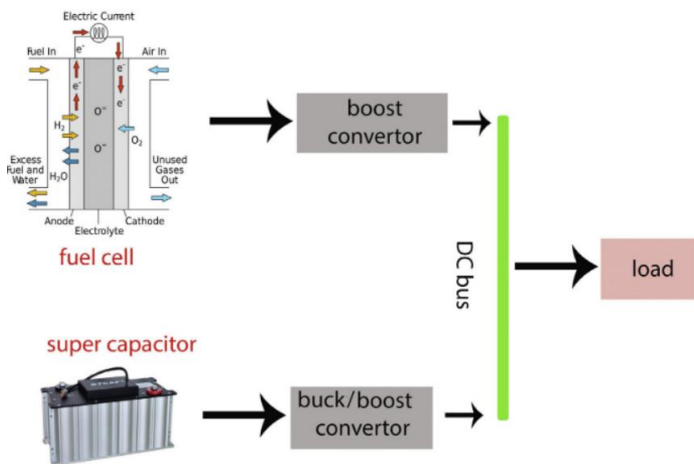 Electric Current
Fuel In
e⁻
Air In
e⁻
e⁻
O⁼
H₂
O₂
O⁼
Excess
Fuel and
Water
H₂O
Unused
Gases
Out
Anode
Cathode
Electrolyte
fuel cell
boost
convertor
DC bus
load
super capacitor
buck/boost
convertor